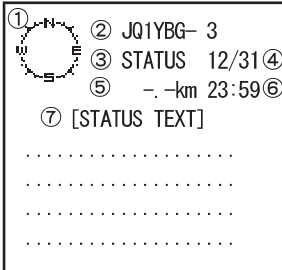 ① N
② JQ1YBG- 3
W E
③ STATUS 12/31④
S
⑤ -.-km 23:59⑥
⑦ [STATUS TEXT]
....................
....................
....................
....................